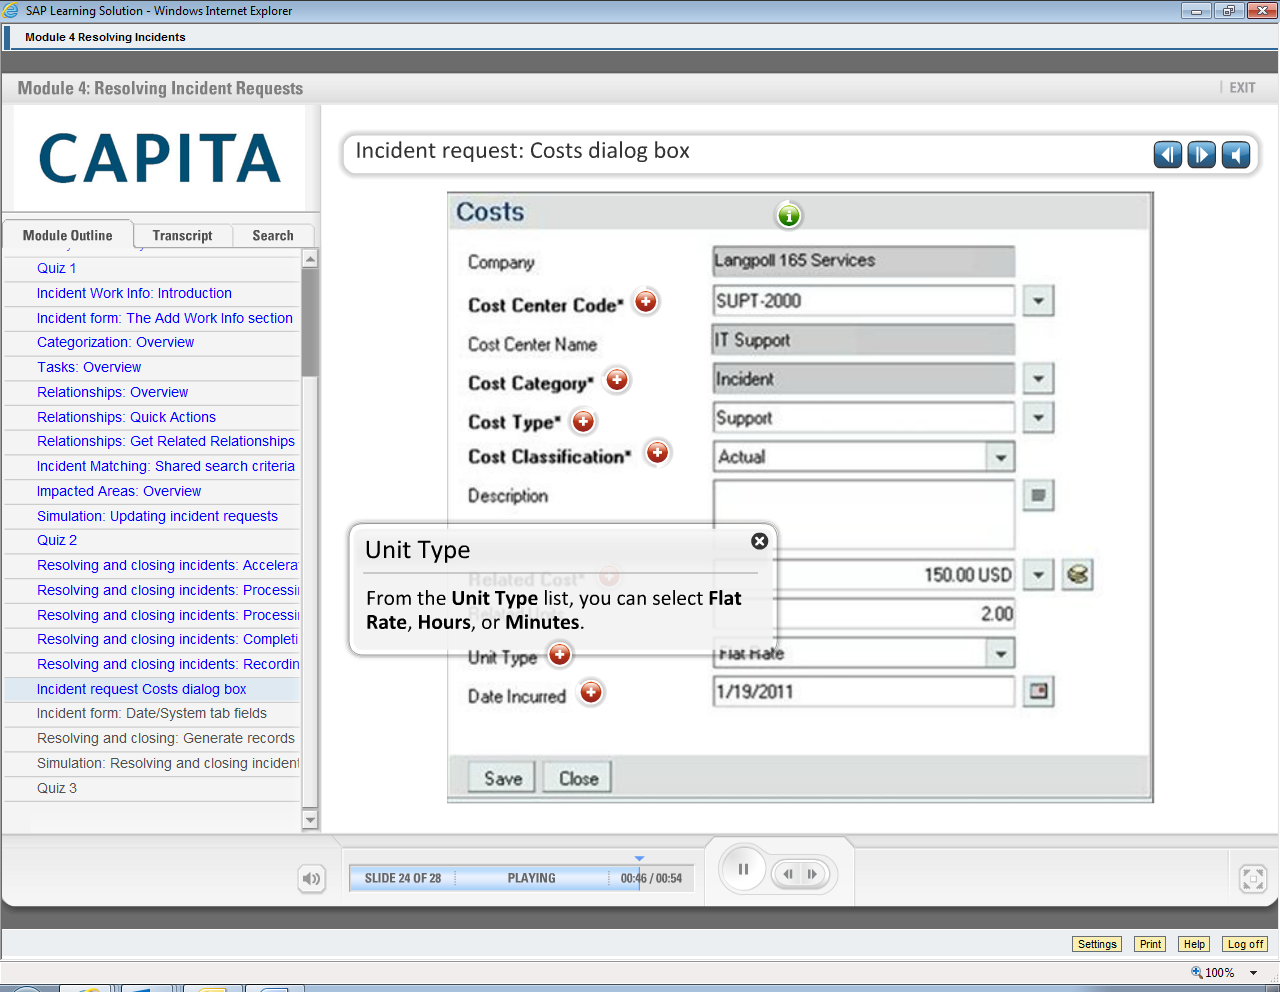 SAP Learning Solution - Windows Internet Explorer
Module 4 Resolving Incidents
Module 4: Resolving Incident Requests
EXIT
CAPITA
Module Outline
Transcript
Search
Quiz 1
Incident Work Info: Introduction
Incident form: The Add Work Info section
Categorization: Overview
Tasks: Overview
Relationships: Overview
Relationships: Quick Actions
Relationships: Get Related Relationships
Incident Matching: Shared search criteria
Impacted Areas: Overview
Simulation: Updating incident requests
Quiz 2
Resolving and closing incidents: Accelera
Resolving and closing incidents: Processi
Resolving and closing incidents: Processi
Resolving and closing incidents: Completi
Resolving and closing incidents: Recordin
Incident request Costs dialog box
Incident form: Date/System tab fields
Resolving and closing: Generate records
Simulation: Resolving and closing incident
Quiz 3
Incident request: Costs dialog box
Costs
Company
Langpoll 165 Services
Cost Center Code*
SUPT-2000
Cost Center Name
IT Support
Cost Category*
Incident
Cost Type*
Support
Cost Classification*
Actual
Description
Related Cost*
150.00 USD
Related Units
2.00
Unit Type
Flat Rate
Date Incurred
1/19/2011
Save
Close
Unit Type
From the Unit Type list, you can select Flat
Rate, Hours, or Minutes.
SLIDE 24 OF 28
PLAYING
00:46 / 00:54
Settings
Print
Help
Log off
100%